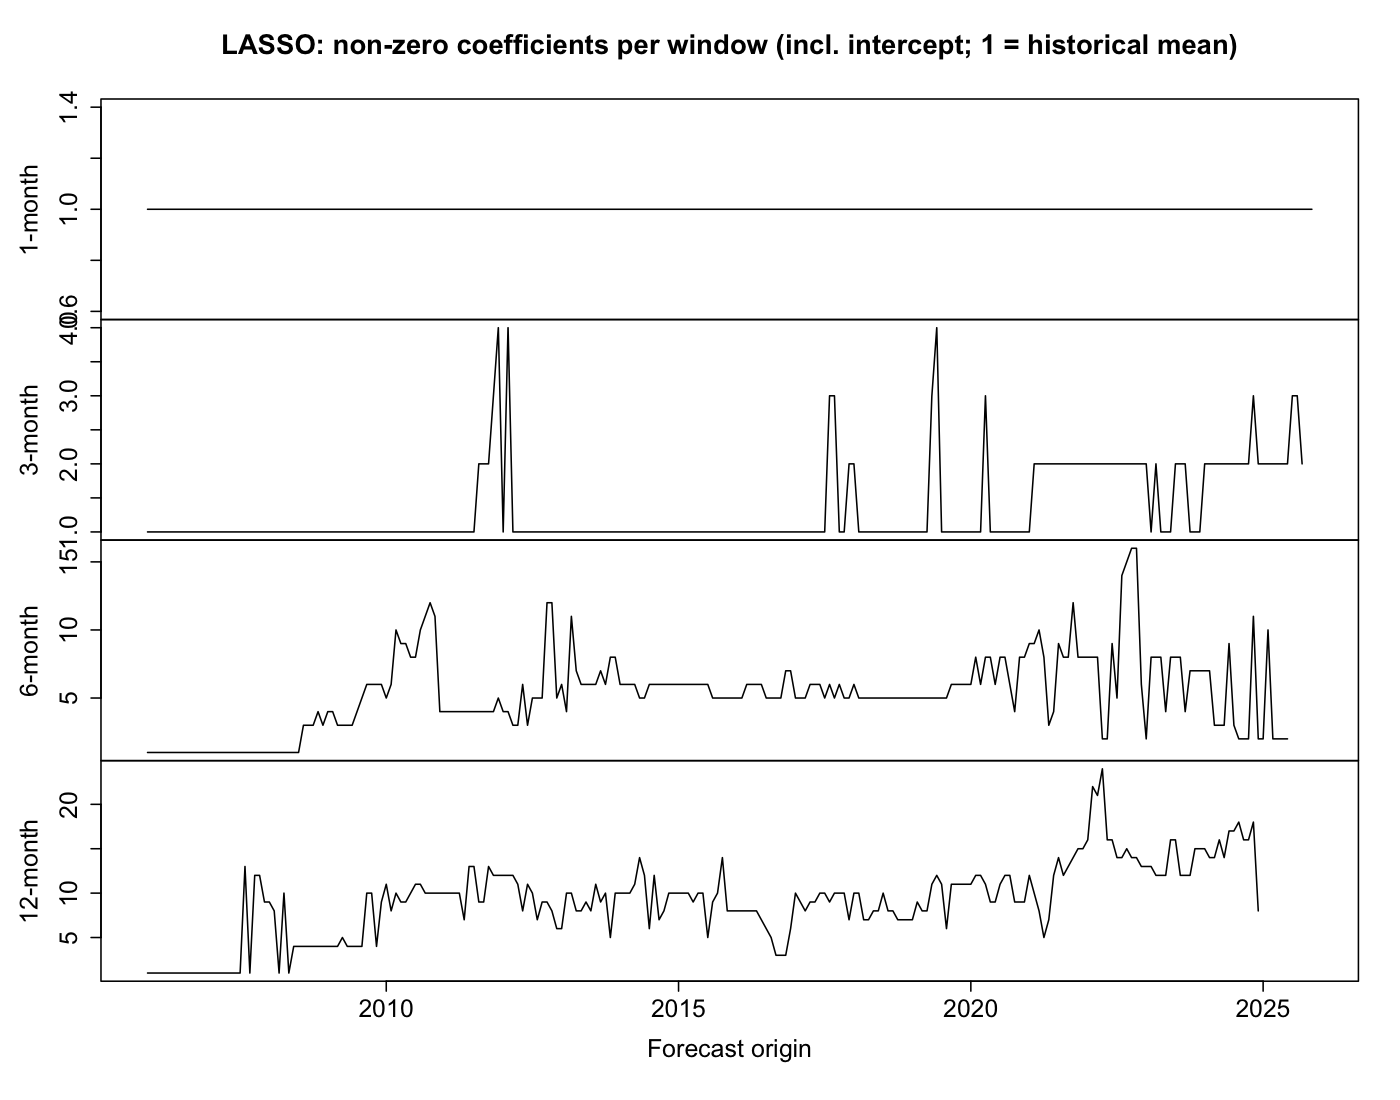 LASSO: non-zero coefficients per window (incl. intercept; 1 = historical mean)
1-month
1.4
1.0
0.6
3-month
4.0
3.0
2.0
1.0
6-month
15
10
5
12-month
20
10
5
2010 2015 2020 2025
Forecast origin